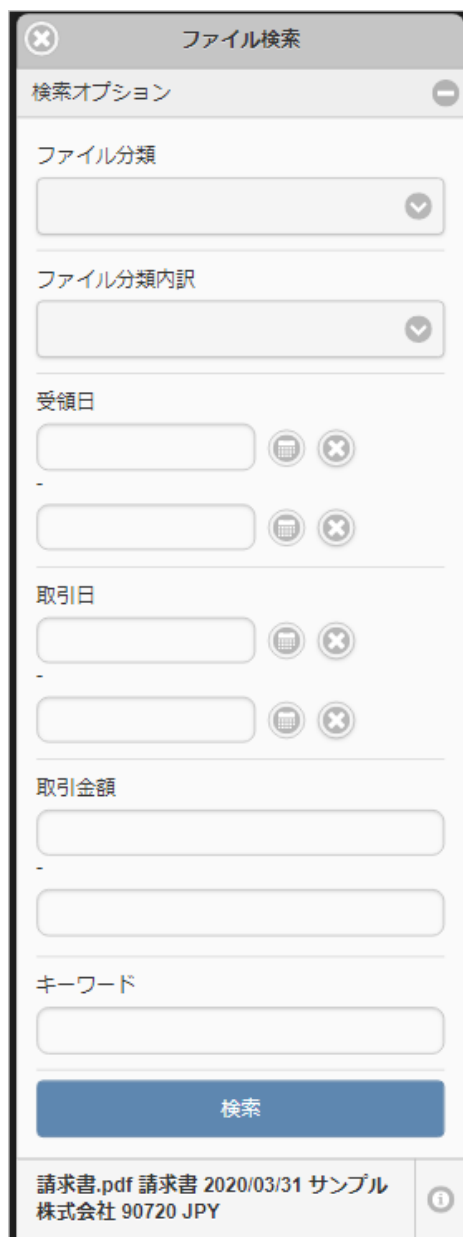 ファイル検索
検索オプション
ファイル分類
ファイル分類内訳
受領日
-
取引日
-
取引金額
-
キーワード
検索
請求書.pdf 請求書 2020/03/31 サンプル
株式会社 90720 JPY